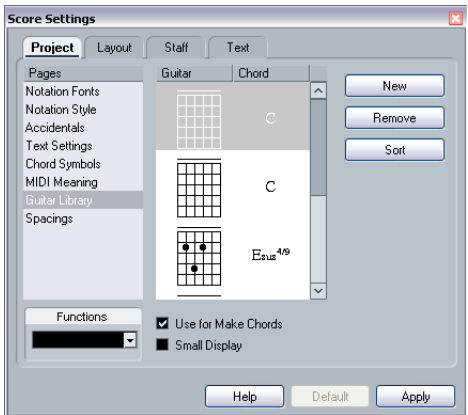 Score Settings
Project Layout Staff Text
Pages
Notation Fonts
Notation Style
Accidentals
Text Settings
Chord Symbols
MIDI Meaning
Guitar Library
Spacings
Functions
Guitar Chord
C
C
Esus4/9
Use for Make Chords
Small Display
New
Remove
Sort
Help Default Apply